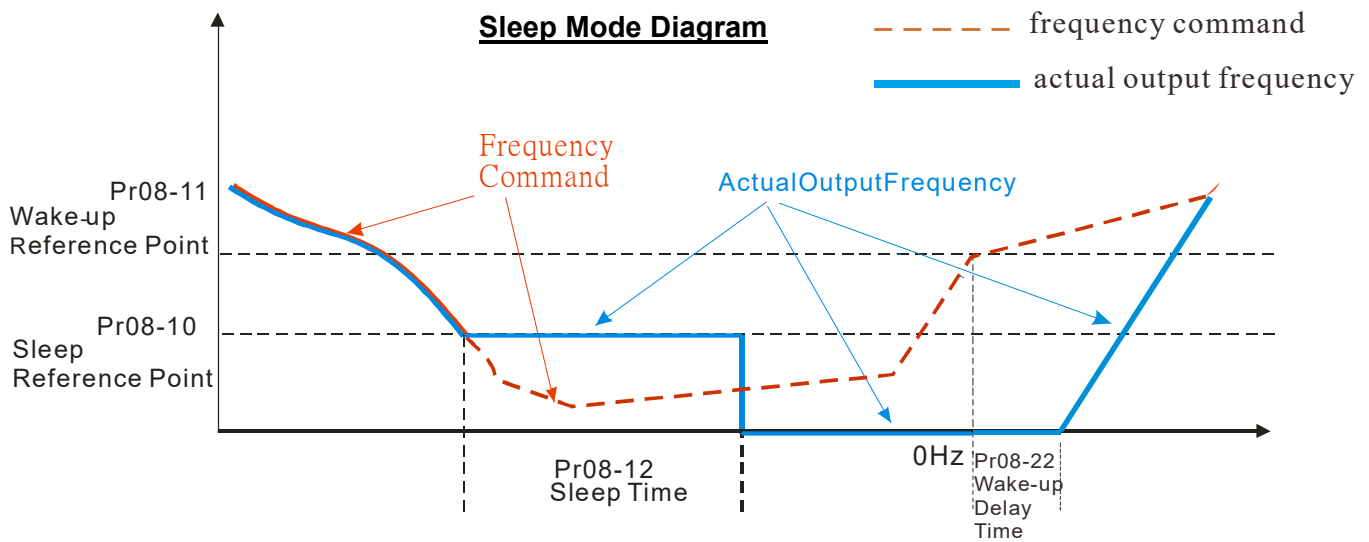 Sleep Mode Diagram
frequency command
actual output frequency
Frequency
Command
ActualOutputFrequency
Pr08-11
Wake-up
Reference Point
Pr08-10
Sleep
Reference Point
Pr08-12
Sleep Time
0Hz
Pr08-22
Wake-up
Delay
Time